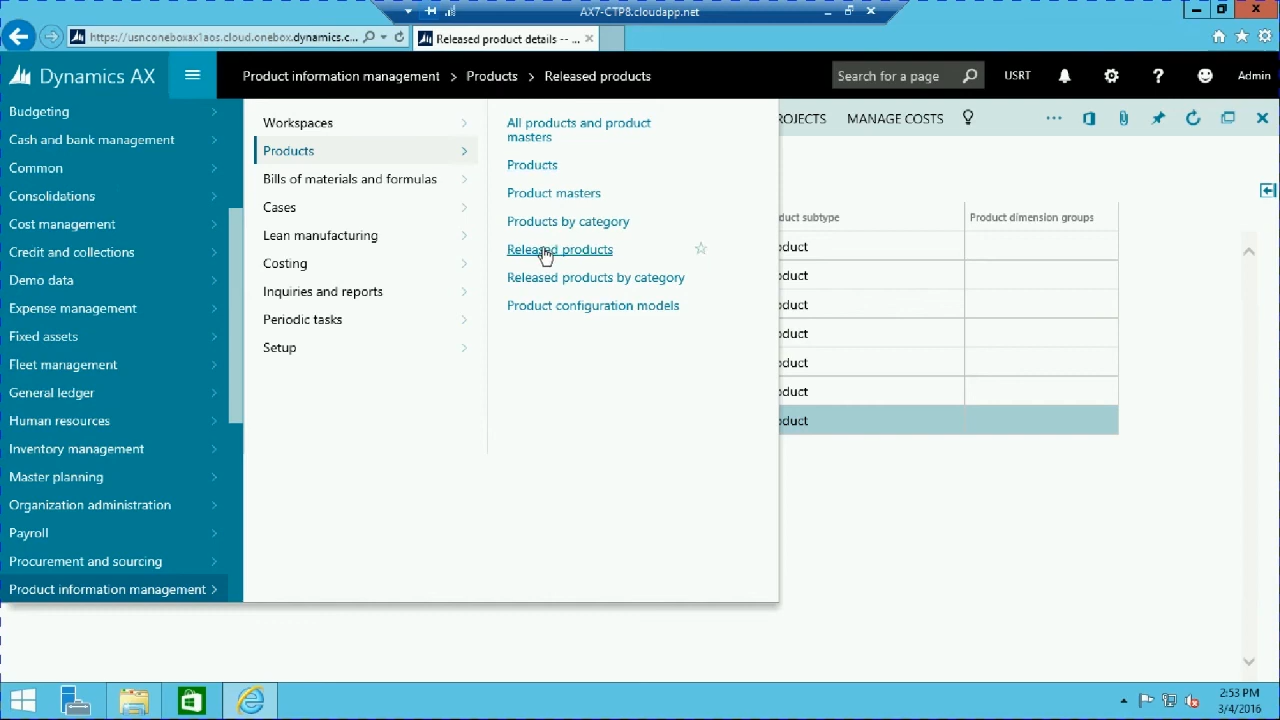 AX7-CTP8.cloudapp.net
https://usnconeboxax1aos.cloud.onebox.dynamics.c...
Released product details -- ...
Dynamics AX
Product information management > Products > Released products
Search for a page
USRT
Admin
Budgeting
Cash and bank management
Common
Consolidations
Cost management
Credit and collections
Demo data
Expense management
Fixed assets
Fleet management
General ledger
Human resources
Inventory management
Master planning
Organization administration
Payroll
Procurement and sourcing
Product information management
Workspaces
Products
Bills of materials and formulas
Cases
Lean manufacturing
Costing
Inquiries and reports
Periodic tasks
Setup
All products and product
masters
Products
Product masters
Products by category
Released products
Released products by category
Product configuration models
ROJECTS
MANAGE COSTS
duct subtype
Product dimension groups
oduct
oduct
oduct
oduct
oduct
oduct
oduct
2:53 PM
3/4/2016